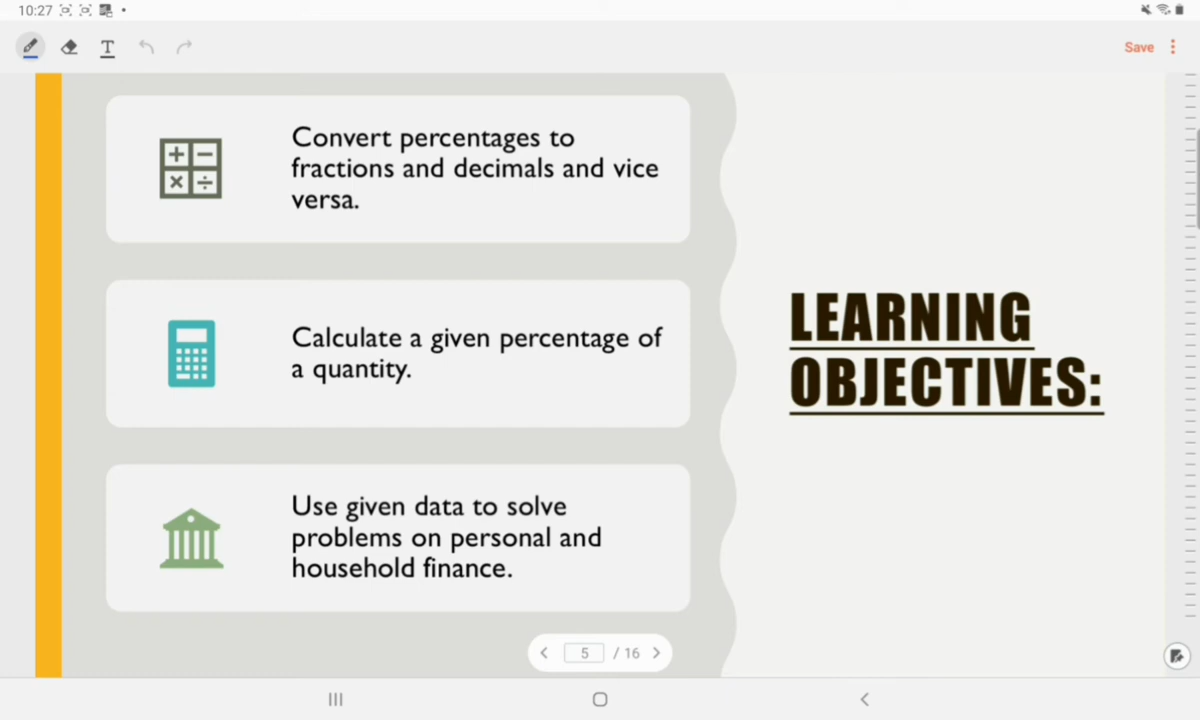 10:27
Save
Convert percentages to
fractions and decimals and vice
versa.
Calculate a given percentage of
a quantity.
Use given data to solve
problems on personal and
household finance.
LEARNING
OBJECTIVES:
5 / 16